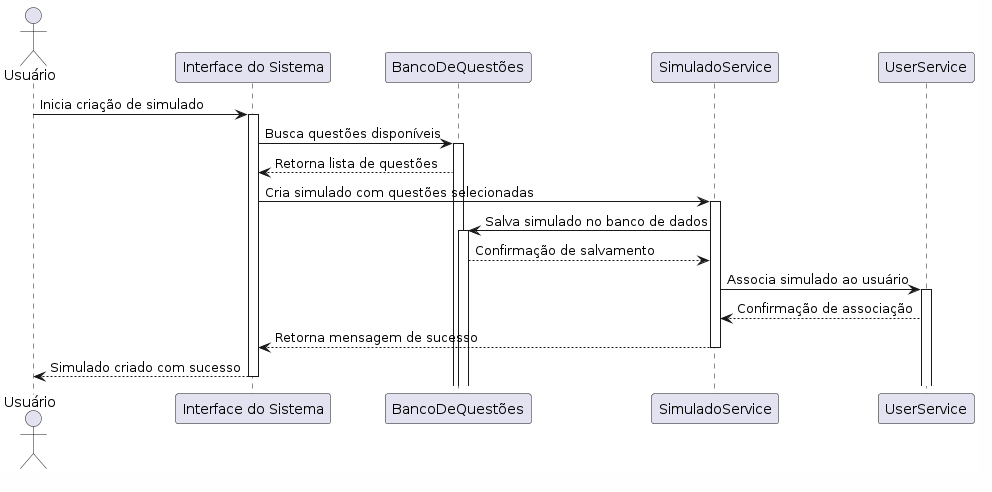 Usuário
Interface do Sistema
BancoDeQuestões
SimuladoService
UserService
Inicia criação de simulado
Busca questões disponíveis
Retorna lista de questões
Cria simulado com questões selecionadas
Salva simulado no banco de dados
Confirmação de salvamento
Associa simulado ao usuário
Confirmação de associação
Retorna mensagem de sucesso
Simulado criado com sucesso
Usuário
Interface do Sistema
BancoDeQuestões
SimuladoService
UserService